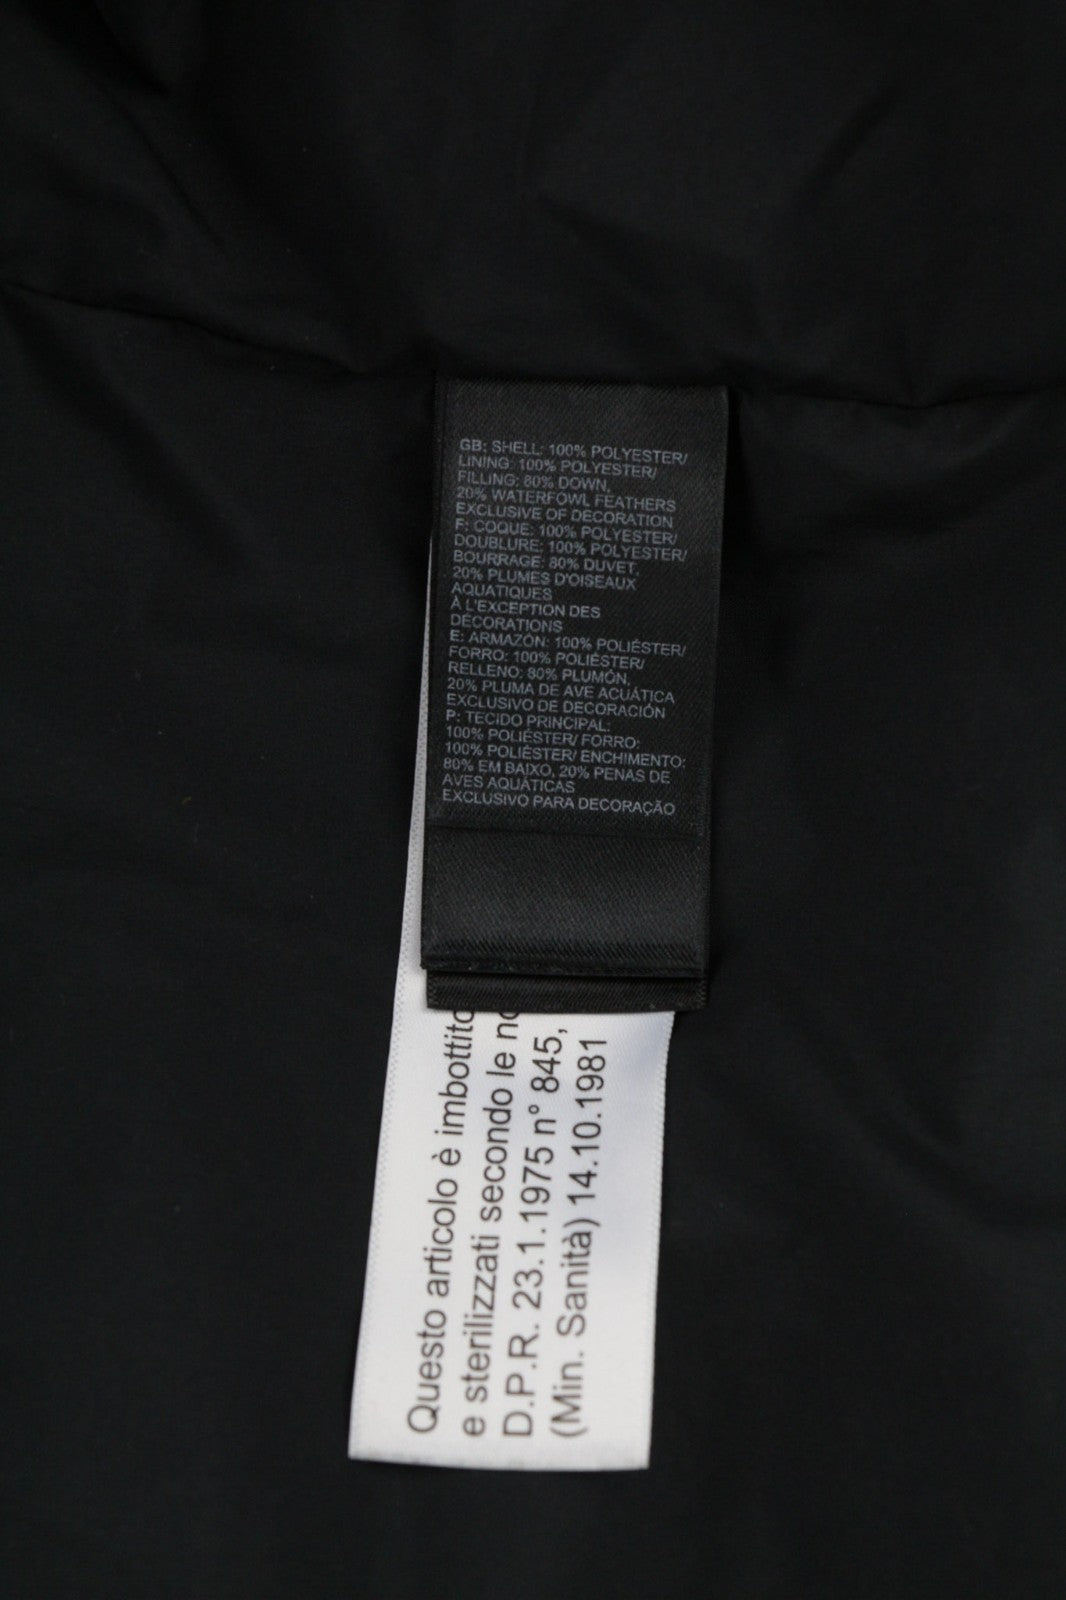 GB: SHELL: 100% POLYESTER/
LINING: 100% POLYESTER/
FILLING: 80% DOWN,
20% WATERFOWL FEATHERS
EXCLUSIVE OF DECORATION
F: COQUE: 100% POLYESTER/
DOUBLURE: 100% POLYESTER/
BOURRAGE: 80% DUVET,
20% PLUMES D'OISEAUX
AQUATIQUES
À L'EXCEPTION DES
DÉCORATIONS
E: ARMAZÓN: 100% POLIÉSTER/
FORRO: 100% POLIÉSTER/
RELLENO: 80% PLUMÓN,
20% PLUMA DE AVE ACUÁTICA
EXCLUSIVO DE DECORACIÓN
P: TECIDO PRINCIPAL:
100% POLIÉSTER/ FORRO:
100% POLIÉSTER/ ENCHIMENTO:
80% EM BAIXO, 20% PENAS DE
AVES AQUÁTICAS
EXCLUSIVO PARA DECORAÇÃO
Questo articolo è imbottito
e sterilizzati secondo le
D.P.R. 23.1.1975 n° 845,
(Min. Sanità) 14.10.1981